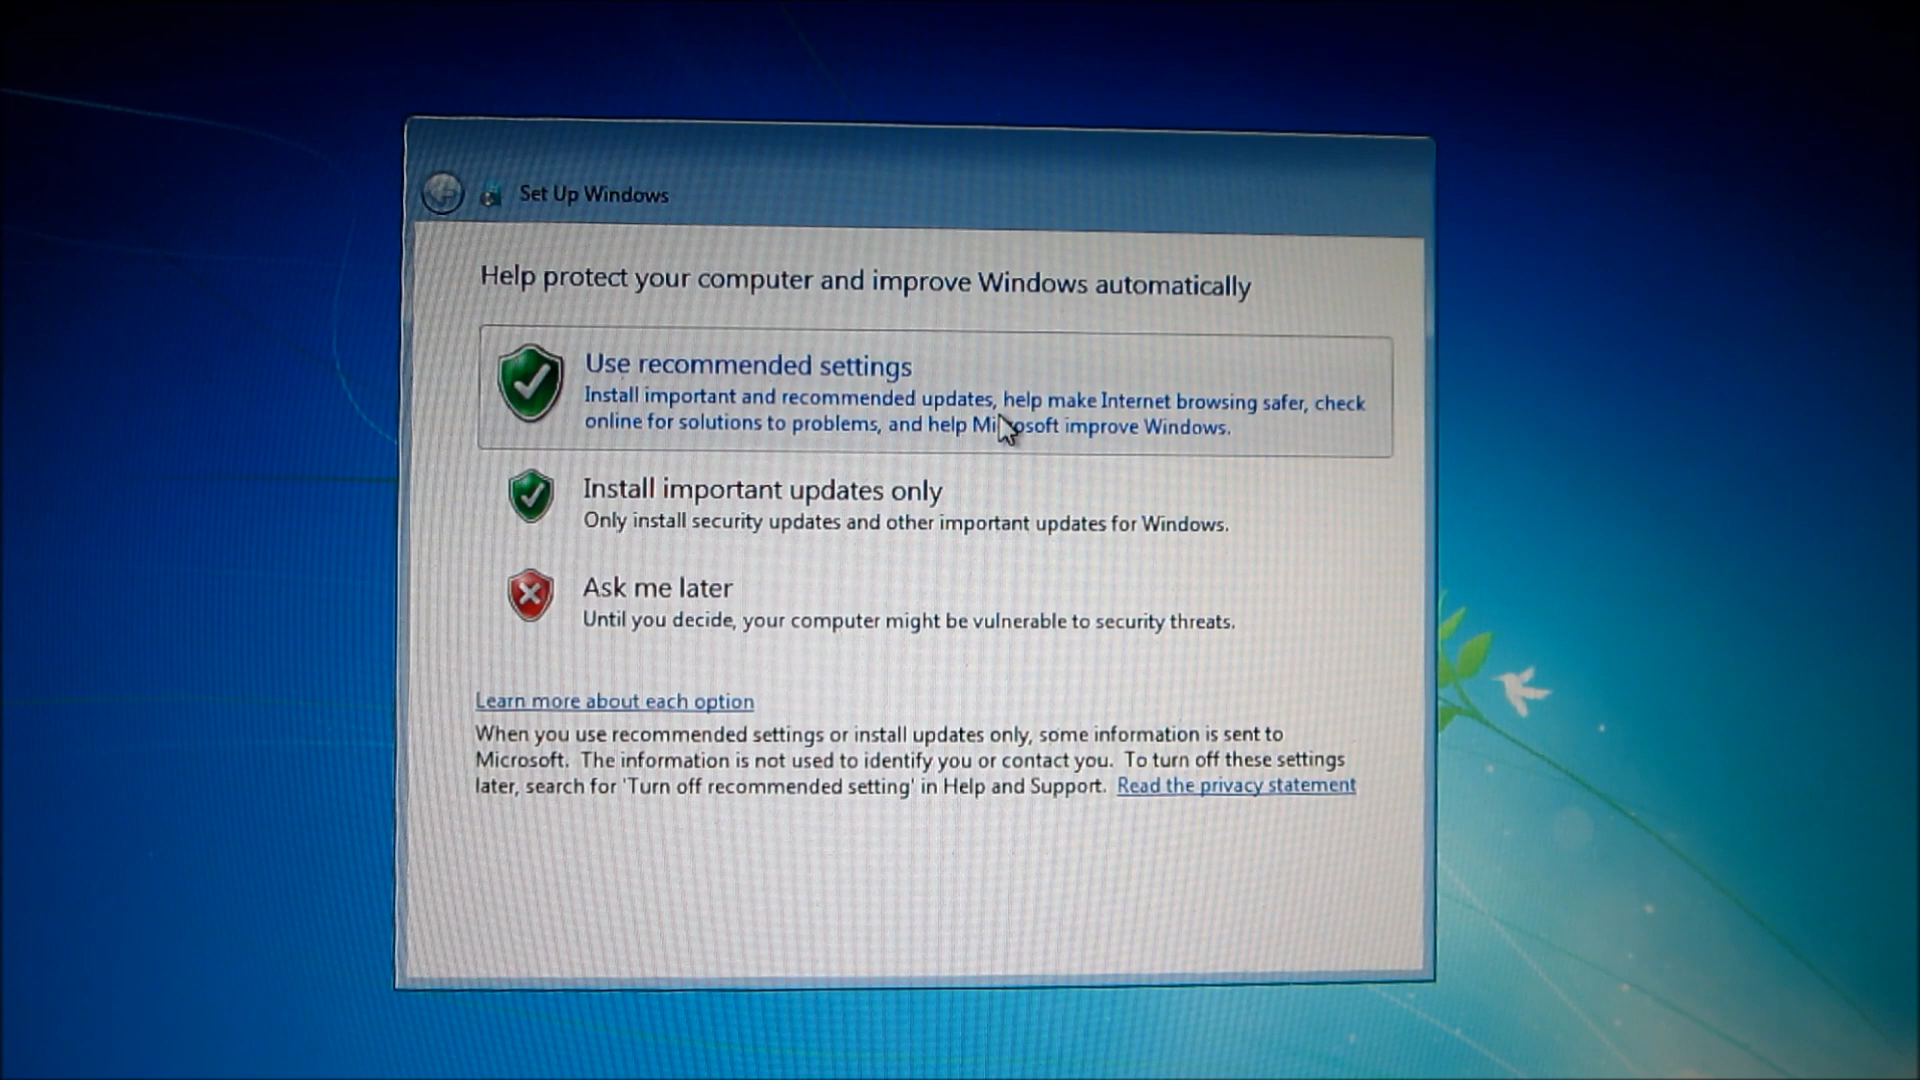 Set Up Windows
Help protect your computer and improve Windows automatically
Use recommended settings
Install important and recommended updates, help make Internet browsing safer, check
online for solutions to problems, and help Microsoft improve Windows.
Install important updates only
Only install security updates and other important updates for Windows.
Ask me later
Until you decide, your computer might be vulnerable to security threats.
Learn more about each option
When you use recommended settings or install updates only, some information is sent to
Microsoft. The information is not used to identify you or contact you. To turn off these settings
later, search for 'Turn off recommended setting' in Help and Support. Read the privacy statement